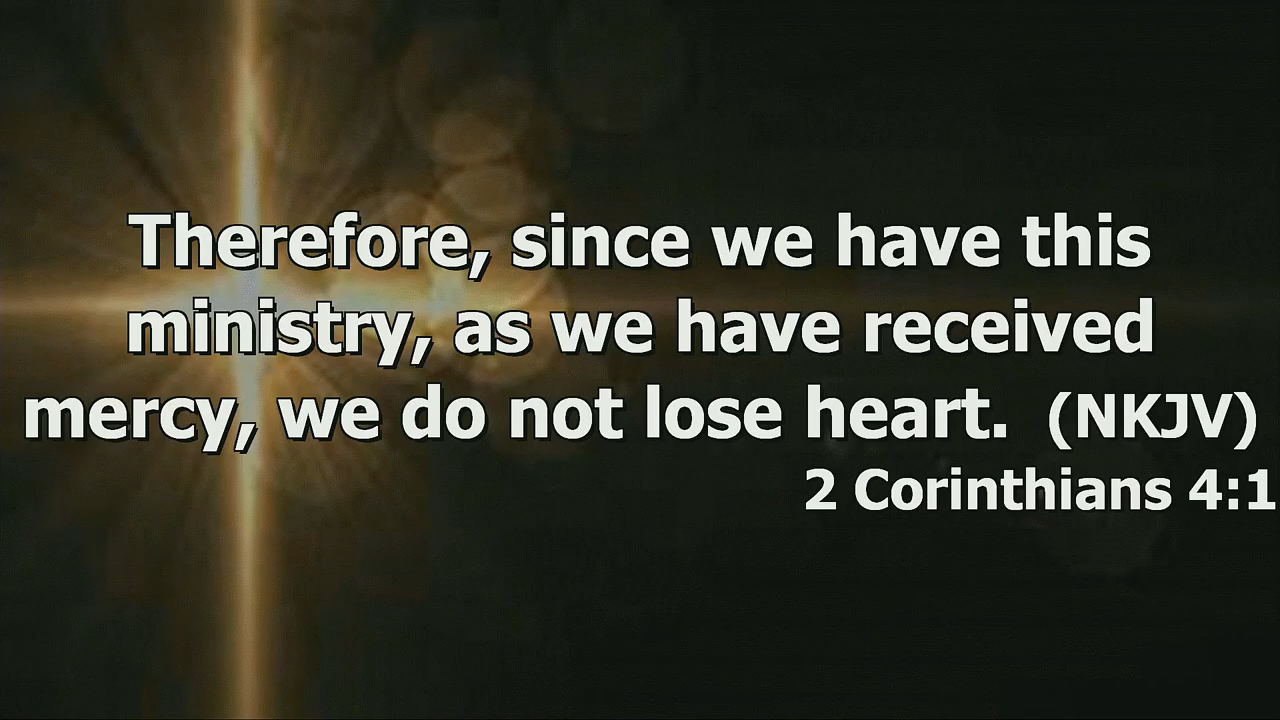 Therefore, since we have this
ministry, as we have received
mercy, we do not lose heart. (NKJV)
2 Corinthians 4:1